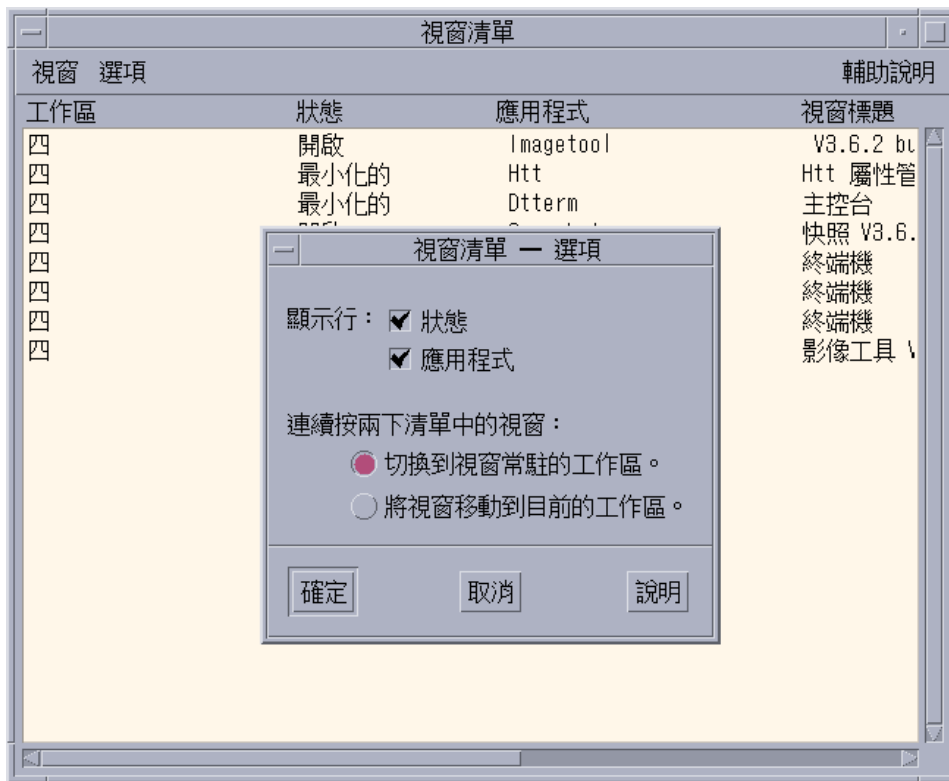 視窗清單
視窗 選項 輔助說明
工作區 狀態 應用程式 視窗標題
四 開啟 Imagetool V3.6.2
四 最小化的 Htt Htt 屬性管
四 最小化的 Dtterm 主控台
四 快照 V3.6.
四 終端機
四 終端機
四 終端機
四 影像工具
視窗清單 — 選項
顯示行： 狀態
應用程式
連續按兩下清單中的視窗：
切換到視窗常駐的工作區。
將視窗移動到目前的工作區。
確定 取消 說明